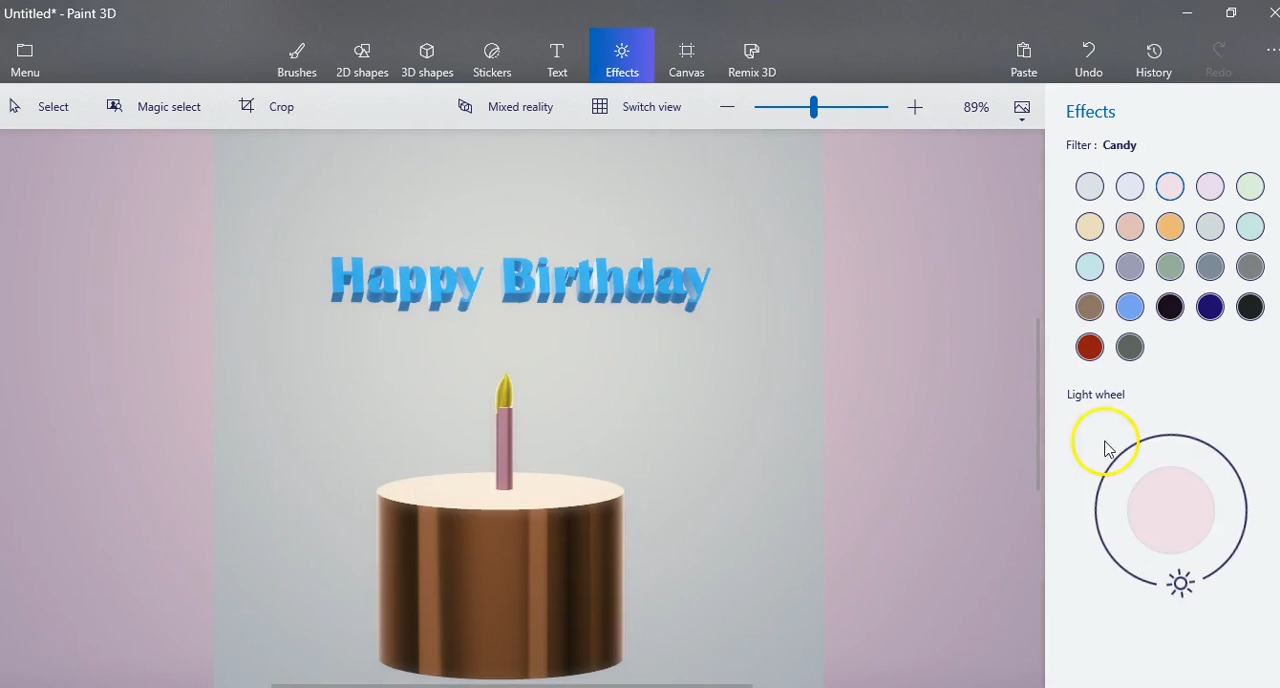 Untitled* - Paint 3D
Menu
Brushes
2D shapes
3D shapes
Stickers
Text
Effects
Canvas
Remix 3D
Paste
Undo
History
Redo
Select
Magic select
Crop
Mixed reality
Switch view
89%
Effects
Filter : Candy
Light wheel
Happy Birthday